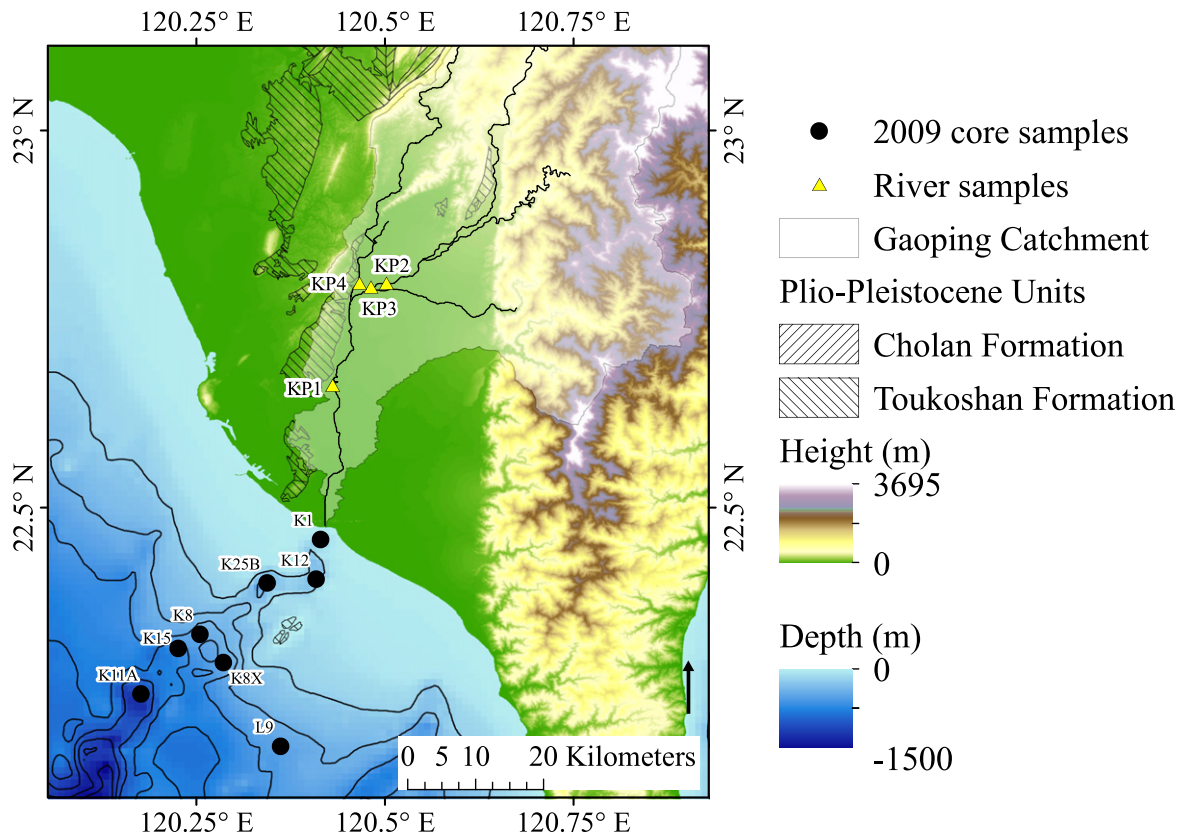 120.25° E 120.5° E 120.75° E
23° N 23° N
2009 core samples
River samples
Gaoping Catchment
KP2
KP4
KP3
Plio-Pleistocene Units
Cholan Formation
KP1
Toukoshan Formation
Height (m)
3695
22.5° N 22.5° N
K1
0
K12
K25B
K8
Depth (m)
K15
0
K11A
K8X
L9
0 5 10 20 Kilometers
-1500
120.25° E 120.5° E 120.75° E